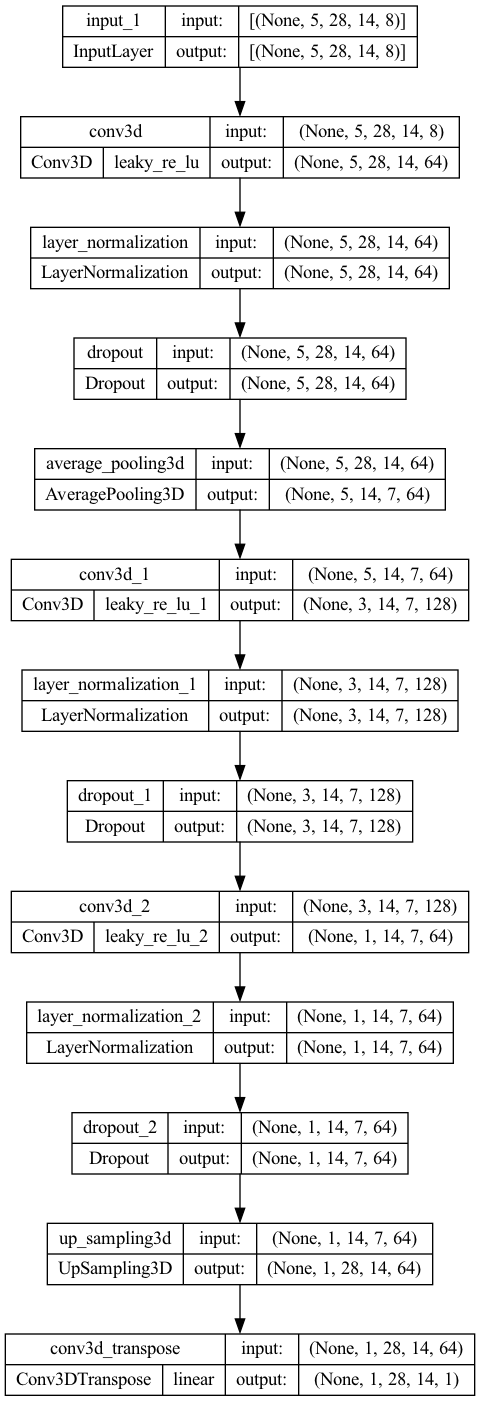 input_1 input: [(None, 5, 28, 14, 8)]
InputLayer output: [(None, 5, 28, 14, 8)]
conv3d input: (None, 5, 28, 14, 8)
Conv3D leaky_re_lu output: (None, 5, 28, 14, 64)
layer_normalization input: (None, 5, 28, 14, 64)
LayerNormalization output: (None, 5, 28, 14, 64)
dropout input: (None, 5, 28, 14, 64)
Dropout output: (None, 5, 28, 14, 64)
average_pooling3d input: (None, 5, 28, 14, 64)
AveragePooling3D output: (None, 5, 14, 7, 64)
conv3d_1 input: (None, 5, 14, 7, 64)
Conv3D leaky_re_lu_1 output: (None, 3, 14, 7, 128)
layer_normalization_1 input: (None, 3, 14, 7, 128)
LayerNormalization output: (None, 3, 14, 7, 128)
dropout_1 input: (None, 3, 14, 7, 128)
Dropout output: (None, 3, 14, 7, 128)
conv3d_2 input: (None, 3, 14, 7, 128)
Conv3D leaky_re_lu_2 output: (None, 1, 14, 7, 64)
layer_normalization_2 input: (None, 1, 14, 7, 64)
LayerNormalization output: (None, 1, 14, 7, 64)
dropout_2 input: (None, 1, 14, 7, 64)
Dropout output: (None, 1, 14, 7, 64)
up_sampling3d input: (None, 1, 14, 7, 64)
UpSampling3D output: (None, 1, 28, 14, 64)
conv3d_transpose input: (None, 1, 28, 14, 64)
Conv3DTranspose linear output: (None, 1, 28, 14, 1)